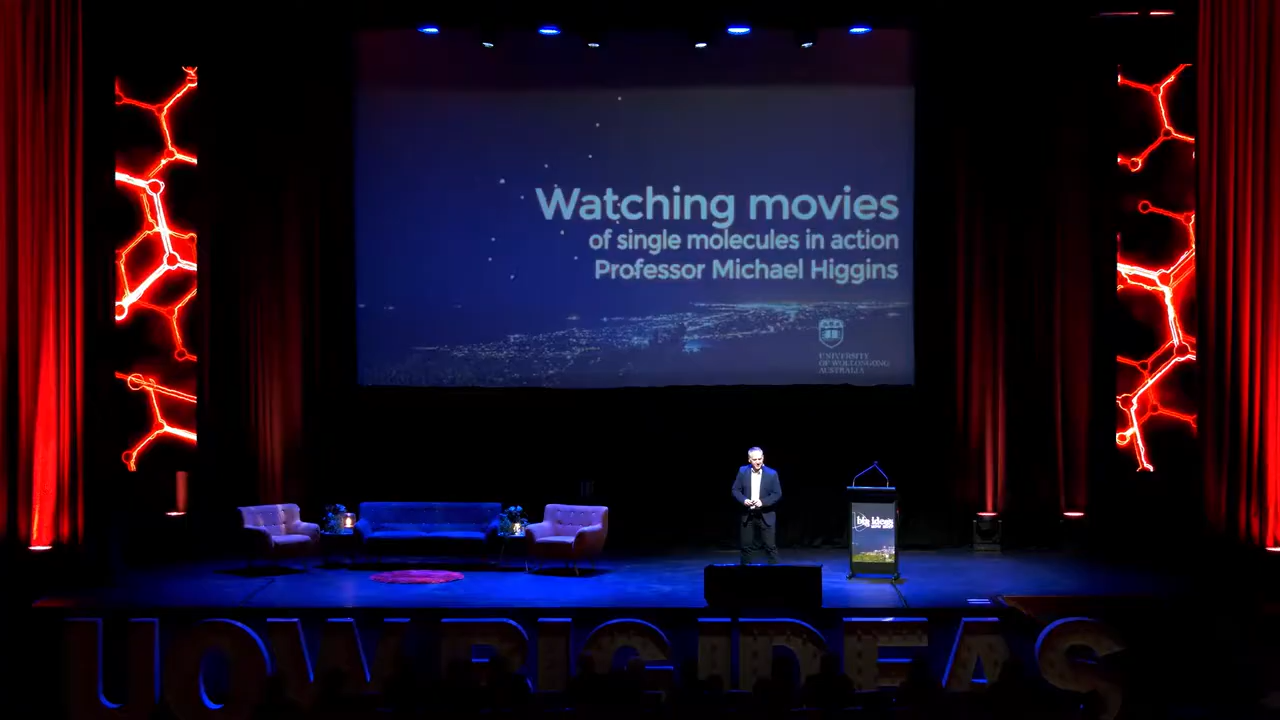 Watching movies
of single molecules in action
Professor Michael Higgins
UNIVERSITY
OF WOLLONGONG
AUSTRALIA
big ideas
UOW BIG IDEAS